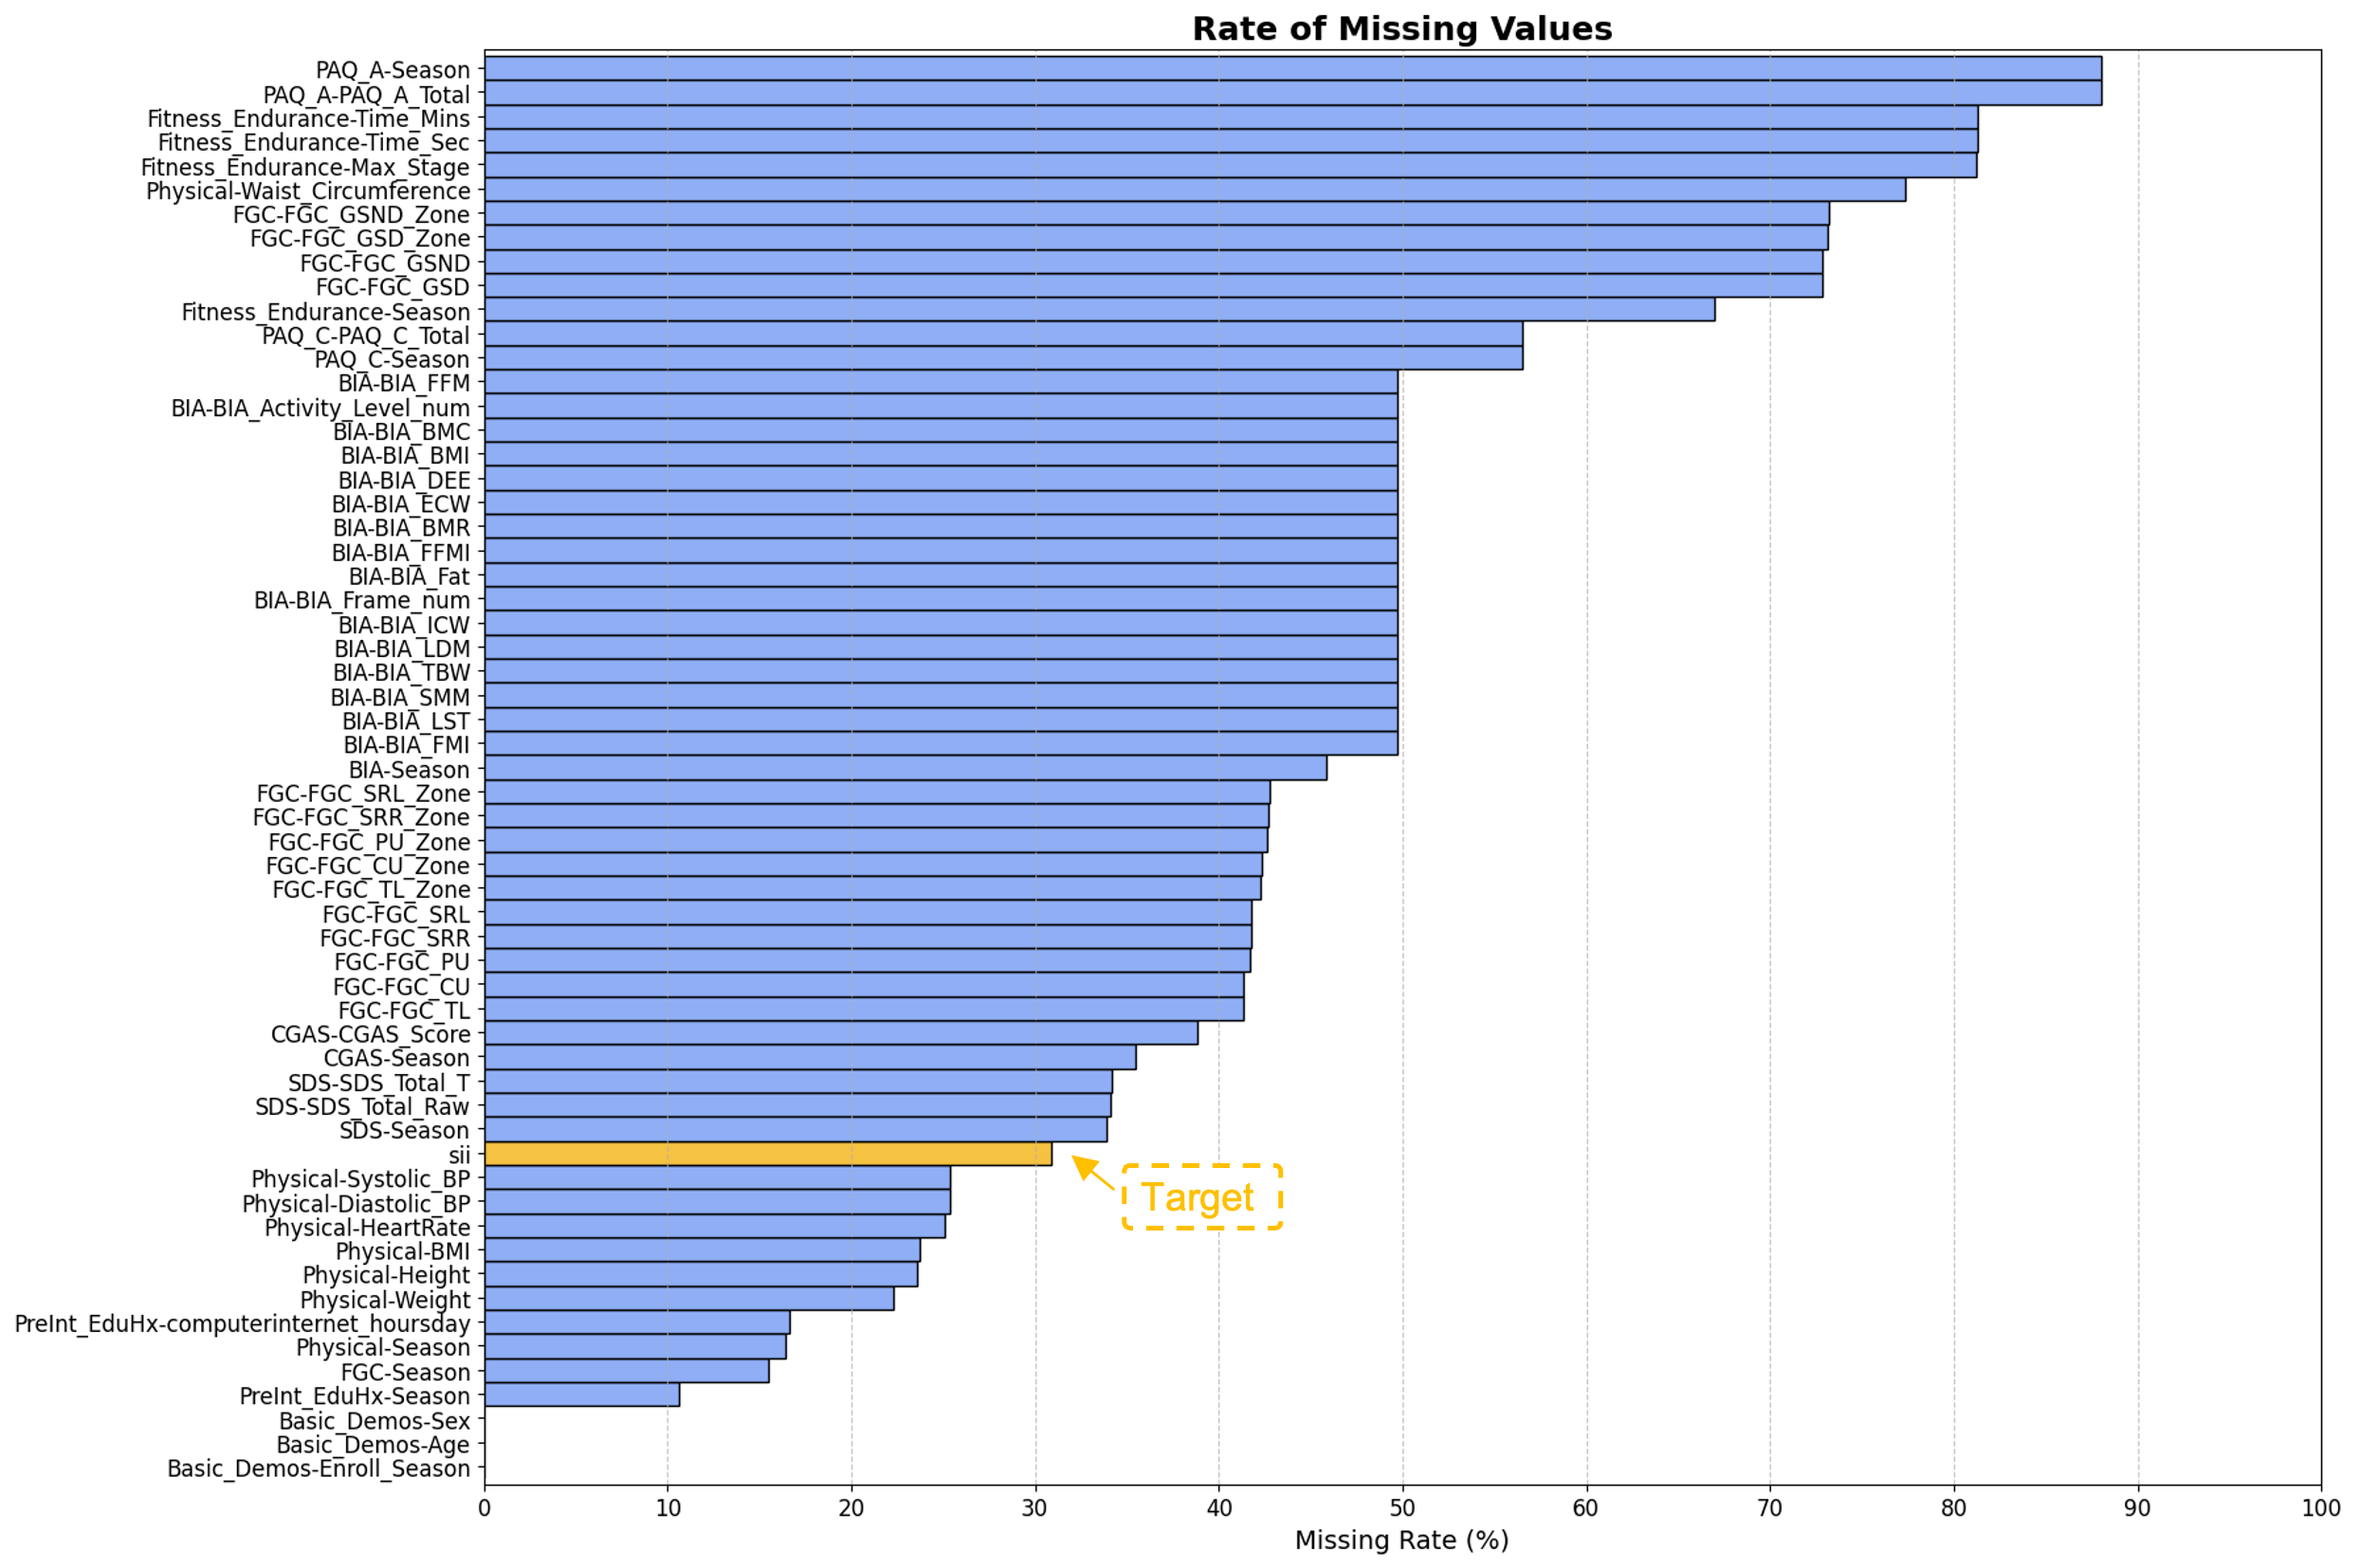 Rate of Missing Values
PAQ_A-Season
PAQ_A-PAQ_A_Total
Fitness_Endurance-Time_Mins
Fitness_Endurance-Time_Sec
Fitness_Endurance-Max_Stage
Physical-Waist_Circumference
FGC-FGC_GSND_Zone
FGC-FGC_GSD_Zone
FGC-FGC_GSND
FGC-FGC_GSD
Fitness_Endurance-Season
PAQ_C-PAQ_C_Total
PAQ_C-Season
BIA-BIA_FFM
BIA-BIA_Activity_Level_num
BIA-BIA_BMC
BIA-BIA_BMI
BIA-BIA_DEE
BIA-BIA_ECW
BIA-BIA_BMR
BIA-BIA_FFMI
BIA-BIA_Fat
BIA-BIA_Frame_num
BIA-BIA_ICW
BIA-BIA_LDM
BIA-BIA_TBW
BIA-BIA_SMM
BIA-BIA_LST
BIA-BIA_FMI
BIA-Season
FGC-FGC_SRL_Zone
FGC-FGC_SRR_Zone
FGC-FGC_PU_Zone
FGC-FGC_CU_Zone
FGC-FGC_TL_Zone
FGC-FGC_SRL
FGC-FGC_SRR
FGC-FGC_PU
FGC-FGC_CU
FGC-FGC_TL
CGAS-CGAS_Score
CGAS-Season
SDS-SDS_Total_T
SDS-SDS_Total_Raw
SDS-Season
sii
Physical-Systolic_BP
Physical-Diastolic_BP
Target
Physical-HeartRate
Physical-BMI
Physical-Height
Physical-Weight
PreInt_EduHx-computerinternet_hoursday
Physical-Season
FGC-Season
PreInt_EduHx-Season
Basic_Demos-Sex
Basic_Demos-Age
Basic_Demos-Enroll_Season
0 10 20 30 40 50 60 70 80 90 100
Missing Rate (%)